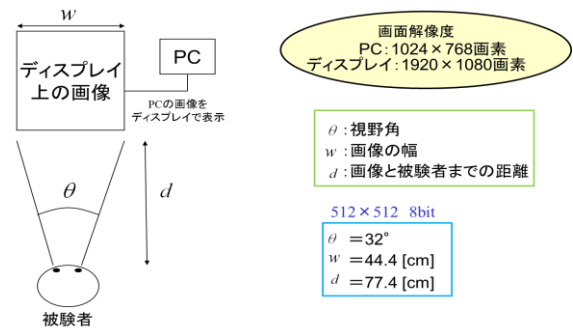 w
ディスプレイ
上の画像
PC
PCの画像を
ディスプレイで表示
θ
d
被験者
画面解像度
PC:1024×768画素
ディスプレイ:1920×1080画素
θ:視野角
w:画像の幅
d:画像と被験者までの距離
512×512 8bit
θ =32°
w =44.4 [cm]
d =77.4 [cm]